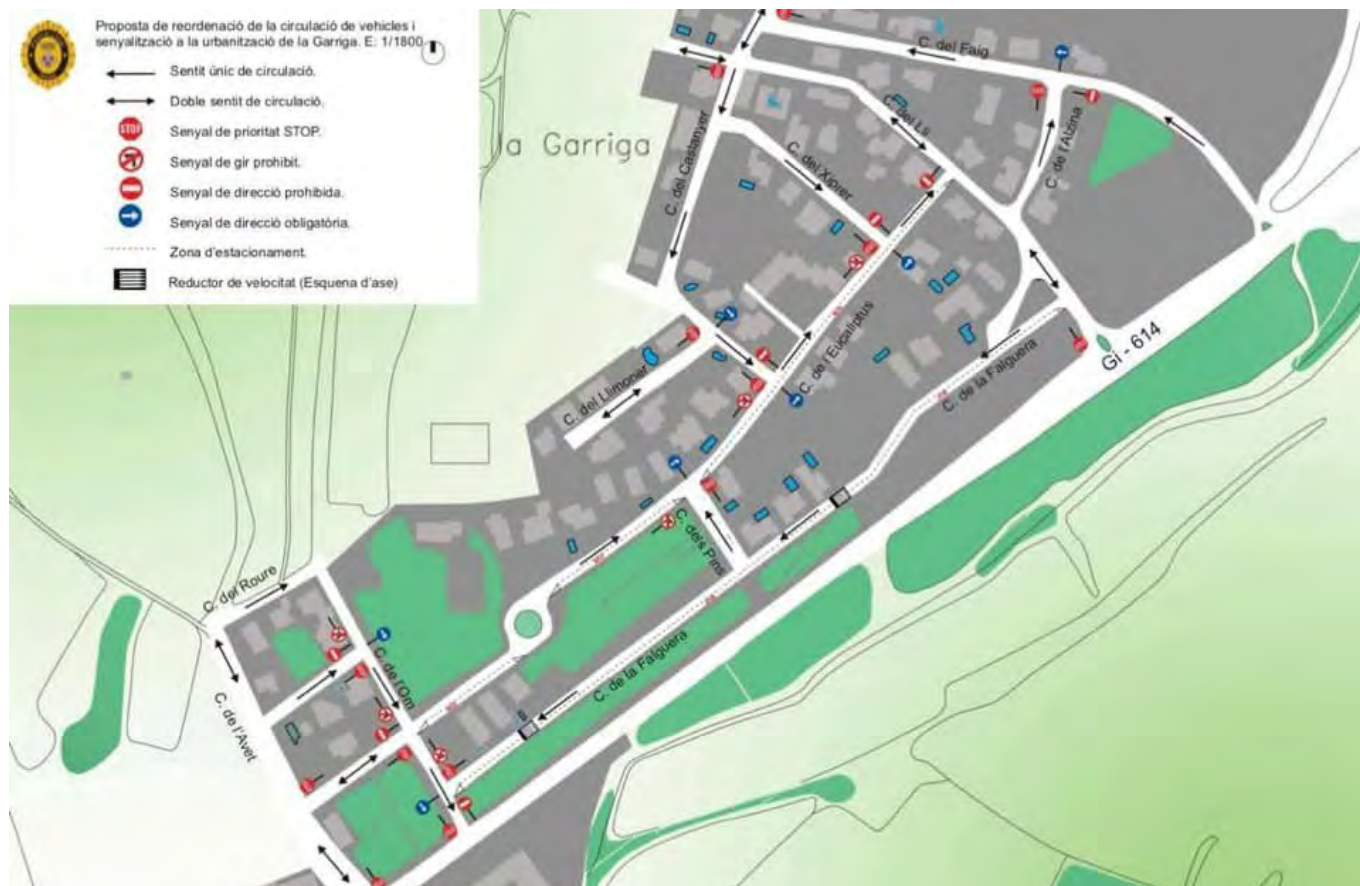 Proposta de reordenació de la circulació de vehicles i
senyalització a la urbanització de la Garriga. E: 1/1800
Sentit únic de circulació.
Doble sentit de circulació.
STOP
Senyal de prioritat STOP.
Senyal de gir prohibit.
Senyal de direcció prohibida.
Senyal de direcció obligatória.
Zona d'estacionament.
Reductor de velocitat (Esquena d'ase)
la Garriga
C. del Faig
C. del Castanyer
C. del Xiprer
C. de l'Alzina
C. de l'Eucaliptus
C. de la Falguera
Gi - 614
C. del Llimoner
C. dels Pins
C. del Roure
C. de l'Om
C. de la Falguera
C. de l'Avet